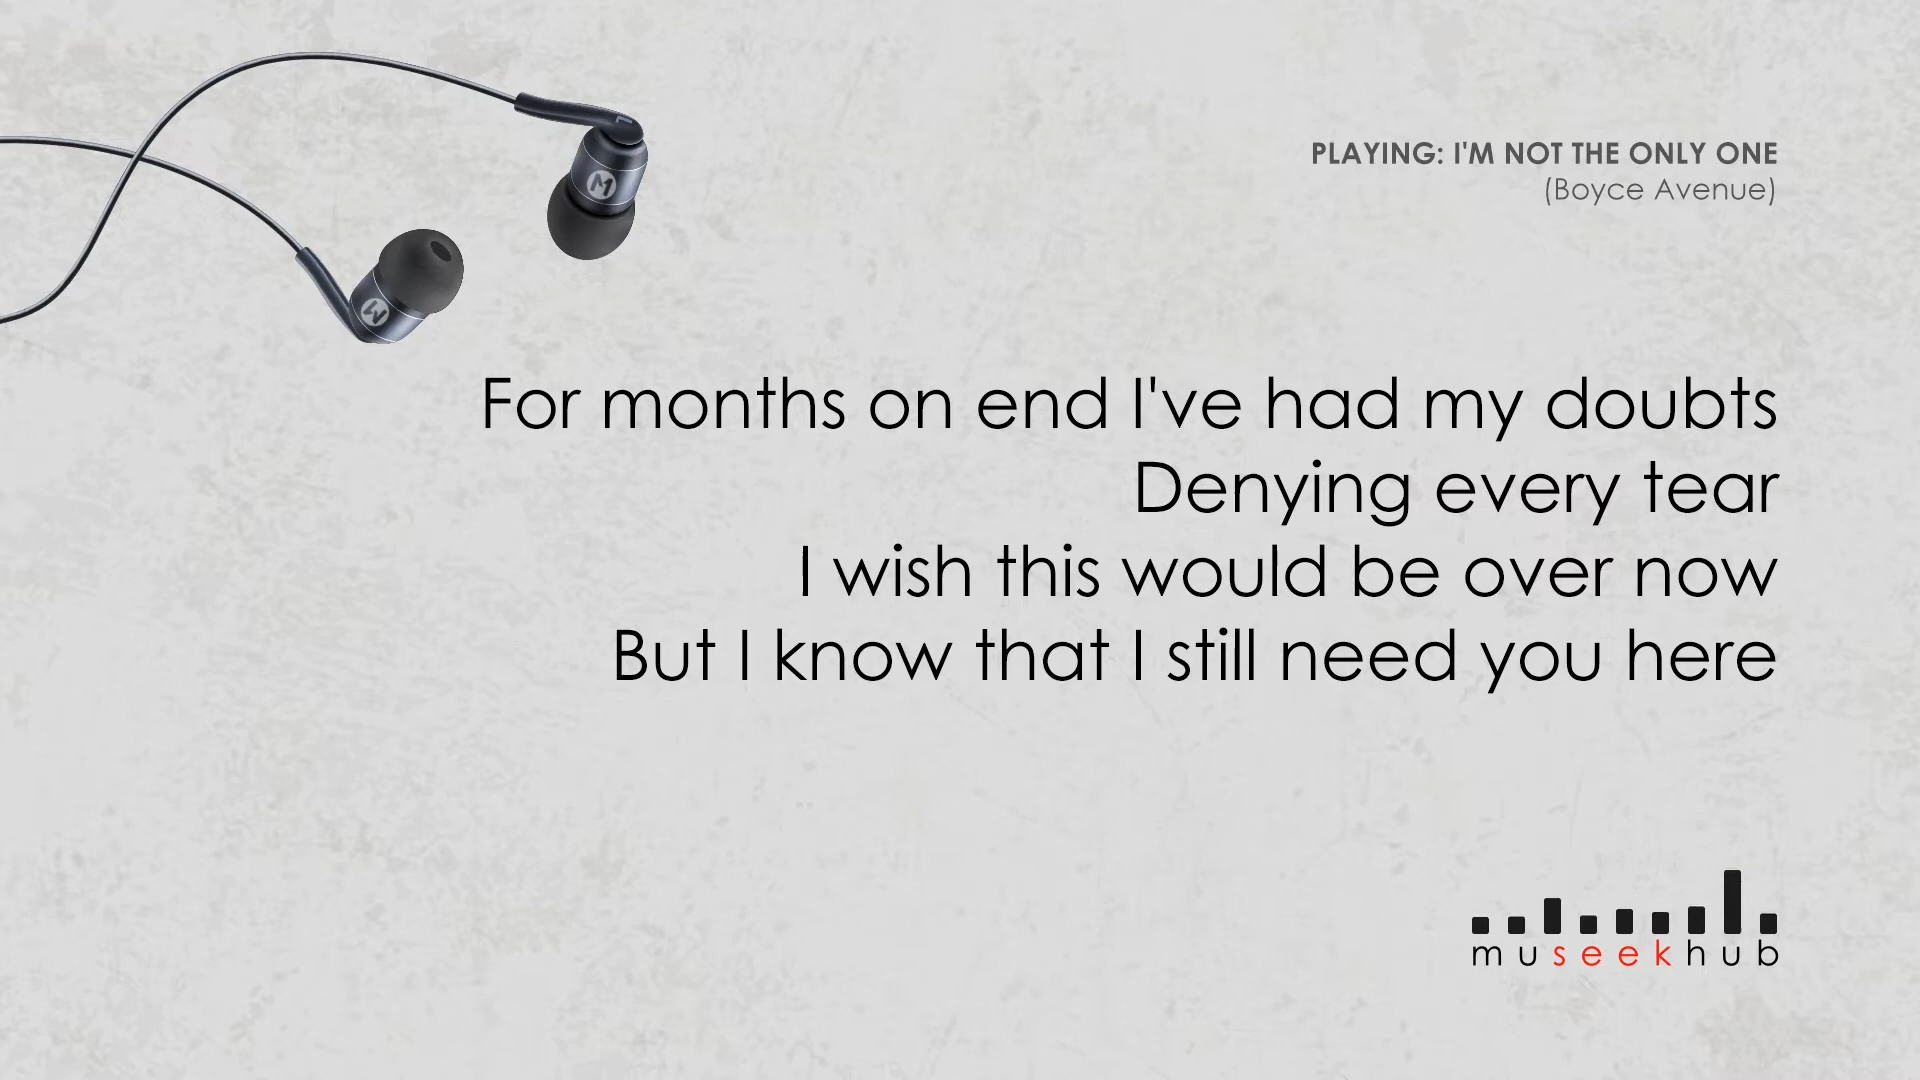 PLAYING: I'M NOT THE ONLY ONE
(Boyce Avenue)
For months on end I've had my doubts
Denying every tear
I wish this would be over now
But I know that I still need you here
museekhub